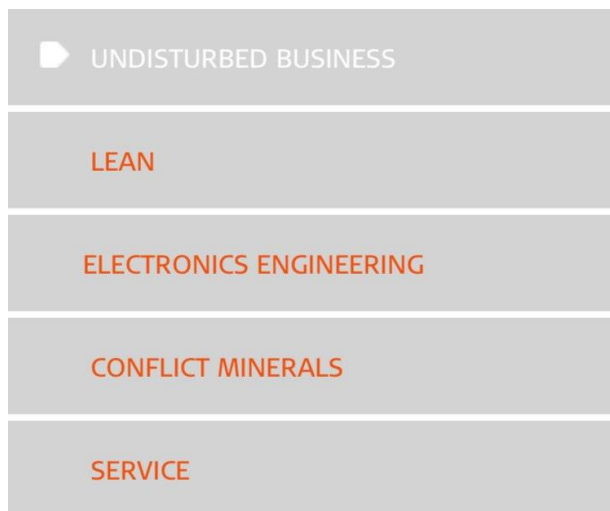 UNDISTURBED BUSINESS
LEAN
ELECTRONICS ENGINEERING
CONFLICT MINERALS
SERVICE